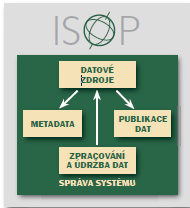 ISOP
DATOVÉ
ZDROJE
METADATA
PUBLIKACE
DAT
ZPRACOVÁNÍ
A ÚDRŽBA DAT
SPRÁVA SYSTÉMU